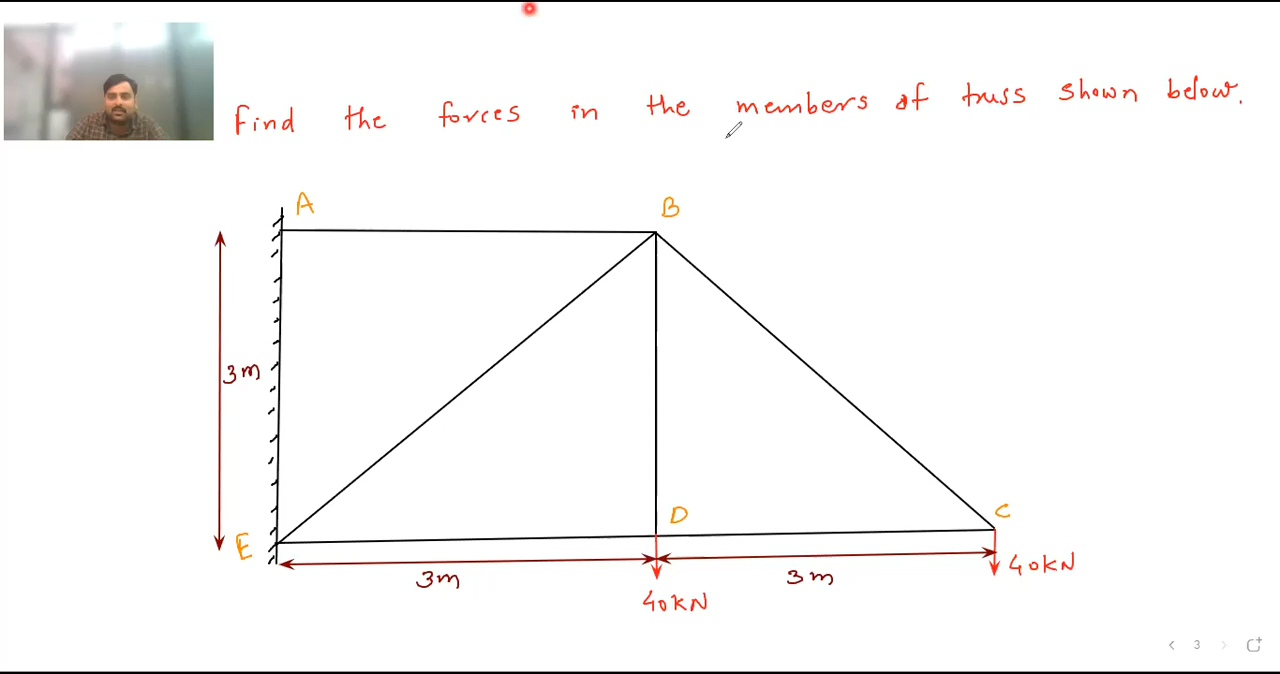 Find the forces in the members of truss shown below.
A
B
3m
E
D
C
3m
3m
40KN
40KN
3